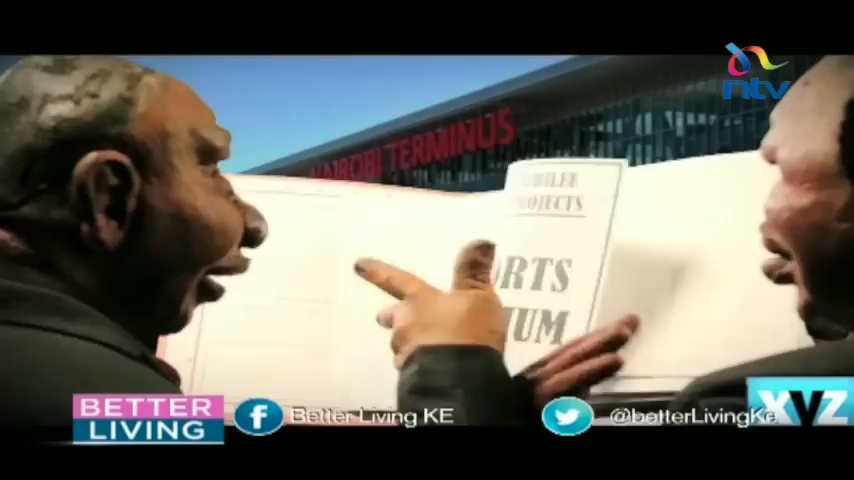 ntv
NAIROBI TERMINUS
JUBILEE
PROJECTS
ORTS
IUM
BETTER
LIVING
Better Living KE
@betterLivingKe
XYZ